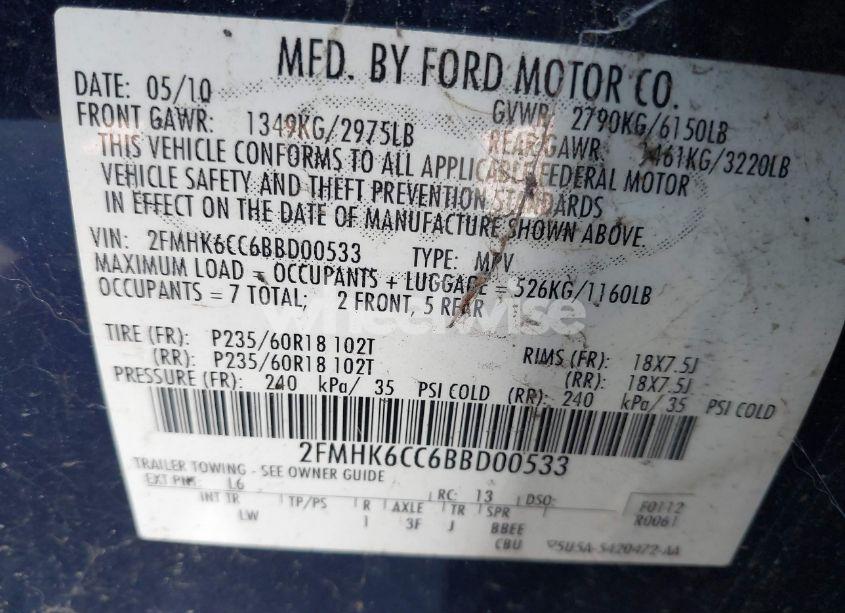 MFD. BY FORD MOTOR CO.
DATE: 05/10 GVWR: 2790KG/6150LB
FRONT GAWR: 1349KG/2975LB REAR GAWR: 1461KG/3220LB
THIS VEHICLE CONFORMS TO ALL APPLICABLE FEDERAL MOTOR
VEHICLE SAFETY AND THEFT PREVENTION STANDARDS
IN EFFECT ON THE DATE OF MANUFACTURE SHOWN ABOVE.
VIN: 2FMHK6CC6BBD00533 TYPE: MPV
MAXIMUM LOAD = OCCUPANTS + LUGGAGE = 526KG/1160LB
OCCUPANTS = 7 TOTAL; 2 FRONT, 5 REAR
wheelwise
TIRE (FR): P235/60R18 102T RIMS (FR): 18X7.5J
(RR): P235/60R18 102T (RR): 18X7.5J
PRESSURE (FR): 240 kPa/ 35 PSI COLD (RR): 240 kPa/ 35 PSI COLD
2FMHK6CC6BBD00533
TRAILER TOWING - SEE OWNER GUIDE
EXT PNT: L6 RC: 13 DSO:
INT TR TP/PS R AXLE TR SPR F0112
LW I 3F J BBEE R0061
CBU